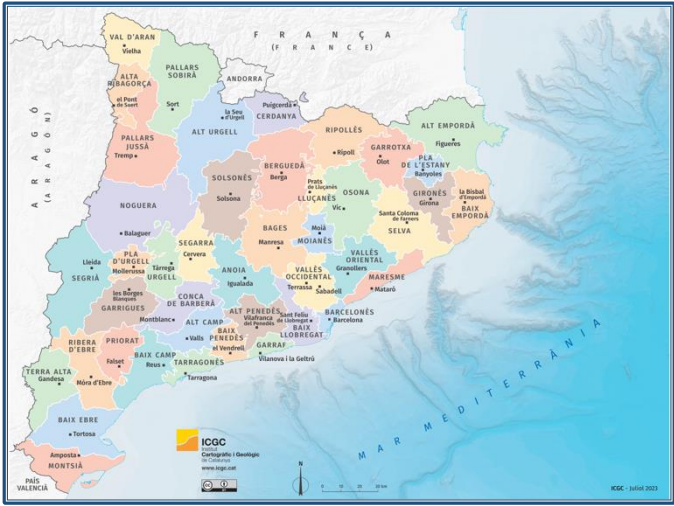 FRANÇA
(FRANCE)
VAL D'ARAN
Vielha
PALLARS
SOBIRÀ
ANDORRA
ALTA
RIBAGORÇA
el Pont
de Suert
Sort
la Seu
d'Urgell
Puigcerdà
CERDANYA
ALT URGELL
ARAGÓ
(ARAGÓN)
PALLARS
JUSSÀ
Tremp
RIPOLLÈS
Ripoll
ALT EMPORDÀ
Figueres
GARROTXA
Olot
PLA
DE L'ESTANY
Banyoles
BERGUEDÀ
Berga
SOLSONÈS
Solsona
Prats
de Lluçanès
LLUÇANÈS
OSONA
Vic
GIRONÈS
Girona
la Bisbal
d'Empordà
BAIX
EMPORDÀ
NOGUERA
Balaguer
Santa Coloma
de Farners
SELVA
BAGES
Manresa
Moià
MOIANÈS
SEGARRA
Cervera
Lleida
SEGRIÀ
PLA
D'URGELL
Mollerussa
Tàrrega
URGELL
ANOIA
Igualada
VALLÈS
ORIENTAL
Granollers
VALLÈS
OCCIDENTAL
Terrassa
Sabadell
MARESME
Mataró
les Borges
Blanques
GARRIGUES
CONCA
DE BARBERÀ
Montblanc
ALT PENEDÈS
Vilafranca
del Penedès
Sant Feliu
de Llobregat
BAIX
LLOBREGAT
BARCELONÈS
Barcelona
ALT CAMP
Valls
BAIX
PENEDÈS
el Vendrell
GARRAF
Vilanova i la Geltrú
RIBERA
D'EBRE
Móra d'Ebre
PRIORAT
Falset
BAIX CAMP
Reus
TARRAGONÈS
Tarragona
TERRA ALTA
Gandesa
BAIX EBRE
Tortosa
Amposta
MONTSIÀ
PAÍS
VALENCIÀ
MAR MEDITERRÀNIA
ICGC
Institut
Cartogràfic i Geològic
de Catalunya
www.icgc.cat
N
0 10 20 30 km
ICGC - Juliol 2023